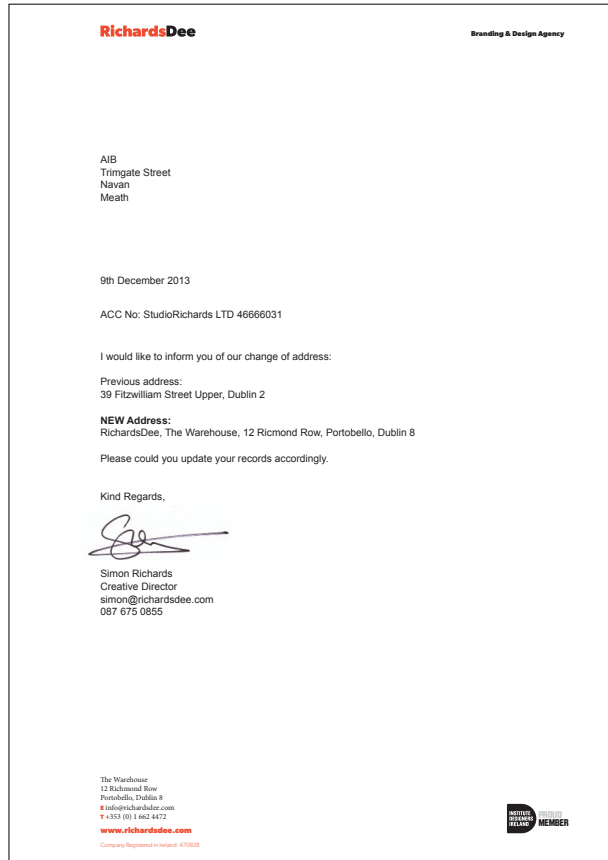 RichardsDee
Branding & Design Agency
AIB
Trimgate Street
Navan
Meath
9th December 2013
ACC No: StudioRichards LTD 46666031
I would like to inform you of our change of address:
Previous address:
39 Fitzwilliam Street Upper, Dublin 2
NEW Address:
RichardsDee, The Warehouse, 12 Ricmond Row, Portobello, Dublin 8
Please could you update your records accordingly.
Kind Regards,
Simon Richards
Creative Director
simon@richardsdee.com
087 675 0855
The Warehouse
12 Richmond Row
Portobello, Dublin 8
E info@richardsdee.com
T +353 (0) 1 662 4472
www.richardsdee.com
Company Registered in Ireland: 470928
INSTITUTE
DESIGNERS
IRELAND
PROUD
MEMBER